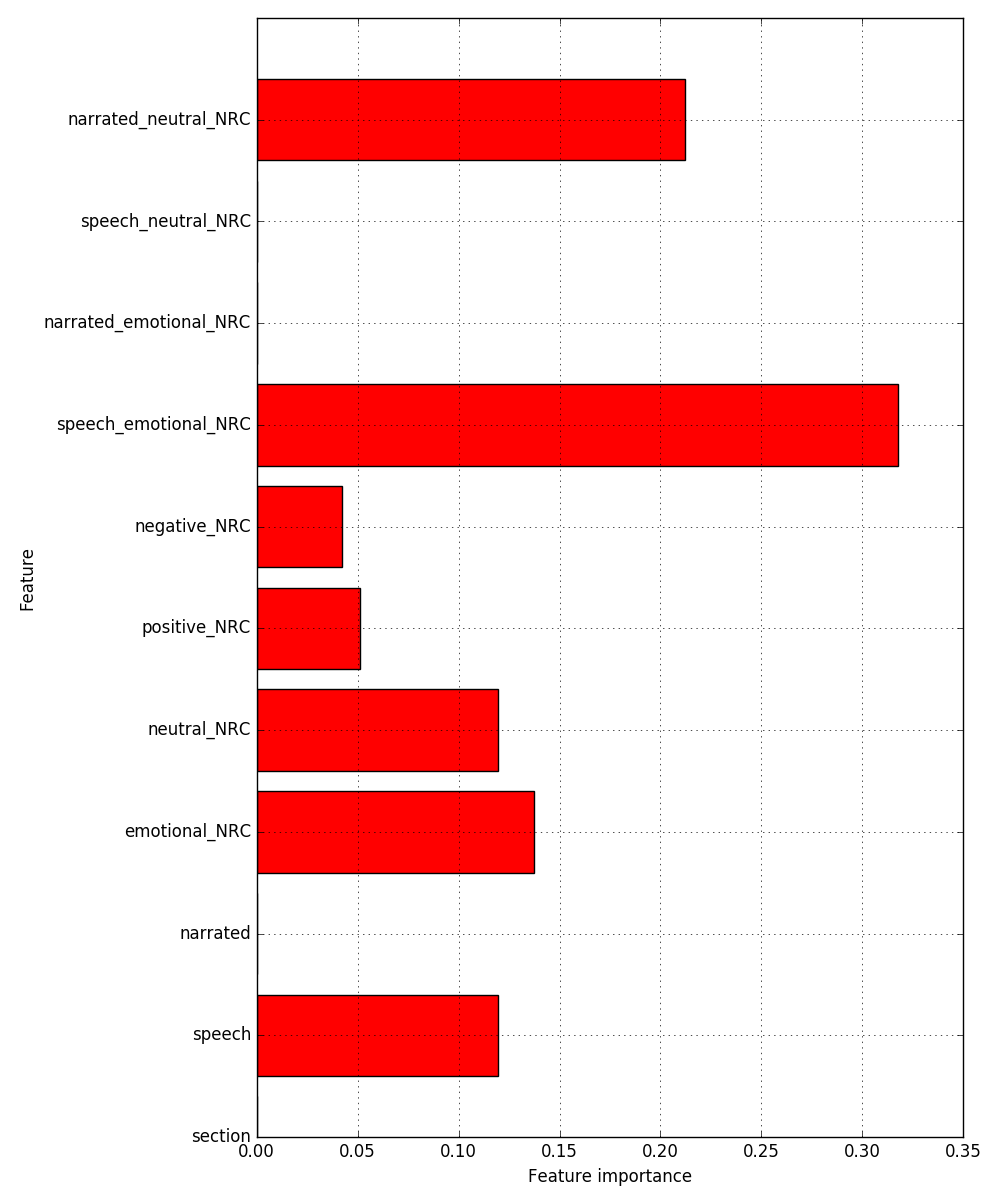 narrated_neutral_NRC
speech_neutral_NRC
narrated_emotional_NRC
speech_emotional_NRC
negative_NRC
positive_NRC
neutral_NRC
emotional_NRC
narrated
speech
section
Feature
0.00 0.05 0.10 0.15 0.20 0.25 0.30 0.35
Feature importance